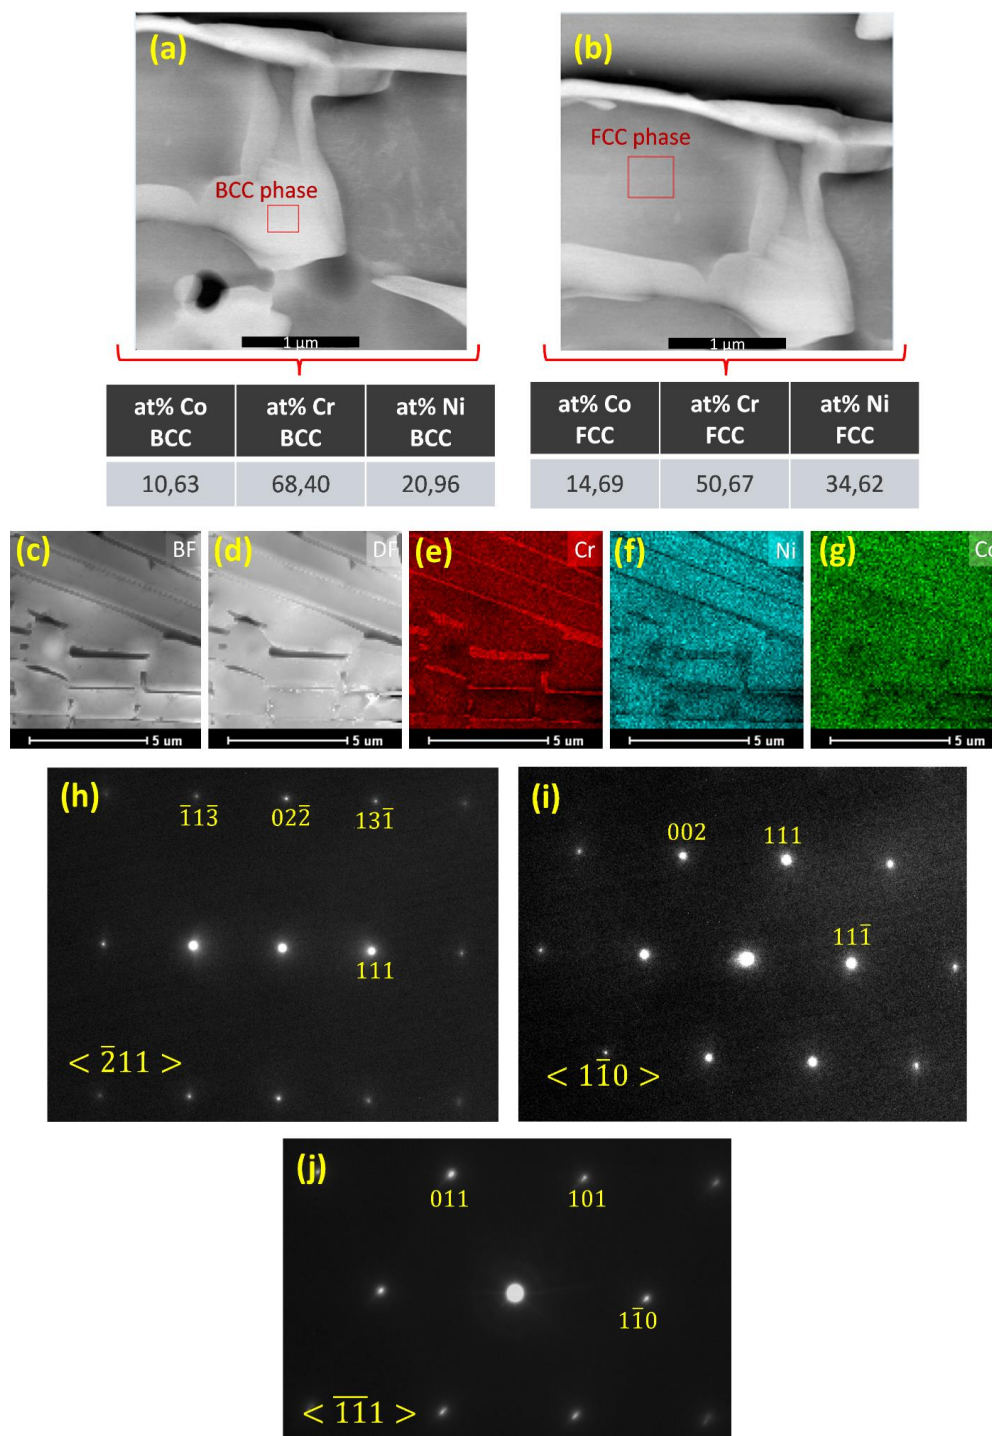 (a)
BCC phase
1 µm
(b)
FCC phase
1 µm
at% Co BCC
at% Cr BCC
at% Ni BCC
10,63
68,40
20,96
at% Co FCC
at% Cr FCC
at% Ni FCC
14,69
50,67
34,62
(c)
BF
5 um
(d)
DF
5 um
(e)
Cr
5 um
(f)
Ni
5 um
(g)
Co
5 um
(h)
1̅13̅
022̅
131̅
111
< 2̅11 >
(i)
002
111
111̅
< 11̅0 >
(j)
011
101
11̅0
< 1̅1̅1 >